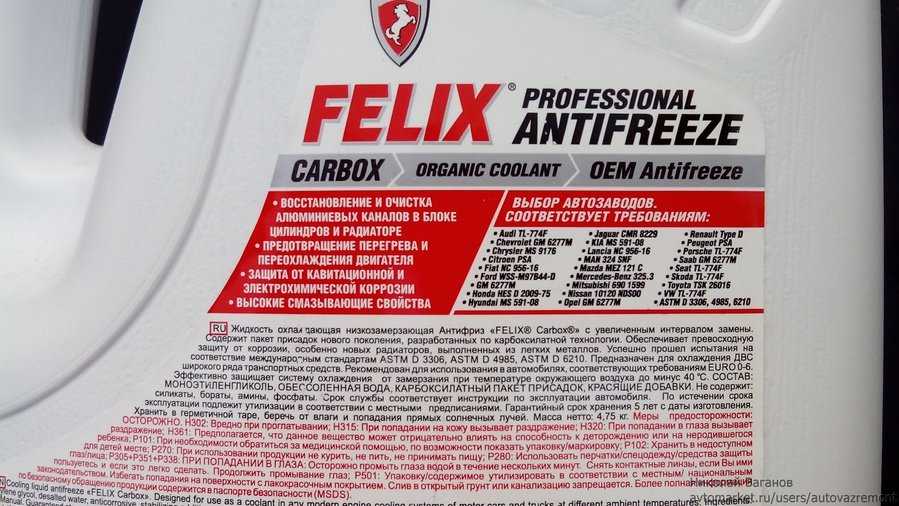 FELIX® PROFESSIONAL
ANTIFREEZE
CARBOX ORGANIC COOLANT OEM Antifreeze
• ВОССТАНОВЛЕНИЕ И ОЧИСТКА
АЛЮМИНИЕВЫХ КАНАЛОВ В БЛОКЕ
ЦИЛИНДРОВ И РАДИАТОРЕ
• ПРЕДОТВРАЩЕНИЕ ПЕРЕГРЕВА И
ПЕРЕОХЛАЖДЕНИЯ ДВИГАТЕЛЯ
• ЗАЩИТА ОТ КАВИТАЦИОННОЙ И
ЭЛЕКТРОХИМИЧЕСКОЙ КОРРОЗИИ
• ВЫСОКИЕ СМАЗЫВАЮЩИЕ СВОЙСТВА
ВЫБОР АВТОЗАВОДОВ.
СООТВЕТСТВУЕТ ТРЕБОВАНИЯМ:
• Audi TL-774F
• Chevrolet GM 6277M
• Chrysler MS 9176
• Citroen PSA
• Fiat NC 956-16
• Ford WSS-M97B44-D
• GM 6277M
• Honda HES D 2009-75
• Hyundai MS 591-08
• Jaguar CMR 8229
• KIA MS 591-08
• Lancia NC 956-16
• MAN 324 SNF
• Mazda MEZ 121 C
• Mercedes-Benz 325.3
• Mitsubishi 690 1599
• Nissan 10120 NDS00
• Opel GM 6277M
• Renault Type D
• Peugeot PSA
• Porsche TL-774F
• Saab GM 6277M
• Seat TL-774F
• Skoda TL-774F
• Toyota TSK 26016
• VW TL-774F
• ASTM D 3306, 4985, 6210
RU Жидкость охлаждающая низкозамерзающая Антифриз «FELIX® Carbox®» с увеличенным интервалом замены.
Содержит пакет присадок нового поколения, разработанных по карбоксилатной технологии. Обеспечивает превосходную
защиту от коррозии, особенно новых радиаторов, выполненных из легких металлов. Успешно прошел испытания на
соответствие международным стандартам ASTM D 3306, ASTM D 4985, ASTM D 6210. Предназначен для охлаждения ДВС
широкого ряда транспортных средств. Рекомендован для использования в автомобилях, соответствующих требованиям EURO 0-6.
Эффективно защищает систему охлаждения от замерзания при температуре окружающего воздуха до минус 40 °С. СОСТАВ:
МОНОЭТИЛЕНГЛИКОЛЬ, ОБЕССОЛЕННАЯ ВОДА, КАРБОКСИЛАТНЫЙ ПАКЕТ ПРИСАДОК, КРАСЯЩИЕ ДОБАВКИ. Не содержит:
силикаты, бораты, амины, фосфаты. Срок службы соответствует инструкции по эксплуатации автомобиля. По истечении срока
эксплуатации подлежит утилизации в соответствии с местными предписаниями. Гарантийный срок хранения 5 лет с даты изготовления.
Хранить в герметичной таре, беречь от влаги и попадания прямых солнечных лучей. Масса нетто: 4,75 кг. Меры предосторожности:
ОСТОРОЖНО. H302: Вредно при проглатывании; H315: При попадании на кожу вызывает раздражение; H320: При попадании в глаза вызывает
раздражение; H361: Предполагается, что данное вещество может отрицательно влиять на способность к деторождению или на неродившегося
ребенка; P101: При необходимости обратиться за медицинской помощью, по возможности показать упаковку/маркировку; P102: Хранить в недоступном
для детей месте; P270: При использовании продукции не курить, не пить, не принимать пищу; P280: Использовать перчатки/спецодежду/средства защиты
глаз/лица; P305+P351+P338: ПРИ ПОПАДАНИИ В ГЛАЗА: Осторожно промыть глаза водой в течение нескольких минут. Снять контактные линзы, если Вы ими
пользуетесь и если это легко сделать. Продолжить промывание глаз; P501: Упаковку/содержимое утилизировать в соответствии с местным/ национальным
законодательством. Избегать попадания на поверхности с лакокрасочным покрытием. Слив в открытый грунт или канализацию запрещается. Более полная
по безопасному обращению продукции содержится в паспорте безопасности (MSDS).
Cooling liquid antifreeze «FELIX Carbox». Designed for use as a coolant in any modern engine cooling systems of motor cars and trucks at different ambient temperatures. Ingredients:
glycol, desalted water, anticorrosive,
Николай Ваганов
avtomarket.ru/users/autovazremont